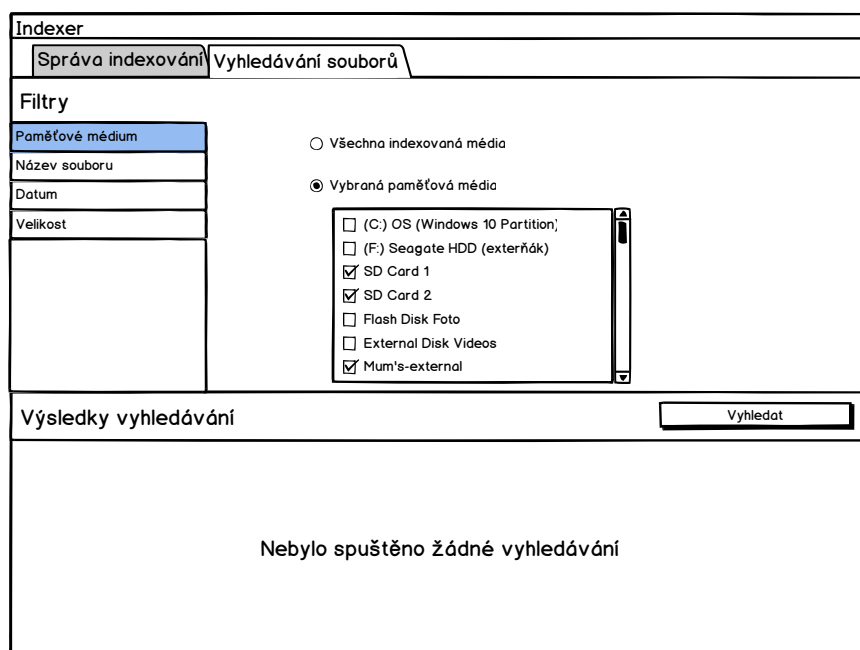 Indexer
Správa indexování
Vyhledávání souborů
Filtry
Paměťové médium
Název souboru
Datum
Velikost
Všechna indexovaná média
Vybraná paměťová média
(C:) OS (Windows 10 Partition)
(F:) Seagate HDD (exterňák)
SD Card 1
SD Card 2
Flash Disk Foto
External Disk Videos
Mum's-external
Výsledky vyhledávání
Vyhledat
Nebylo spuštěno žádné vyhledávání